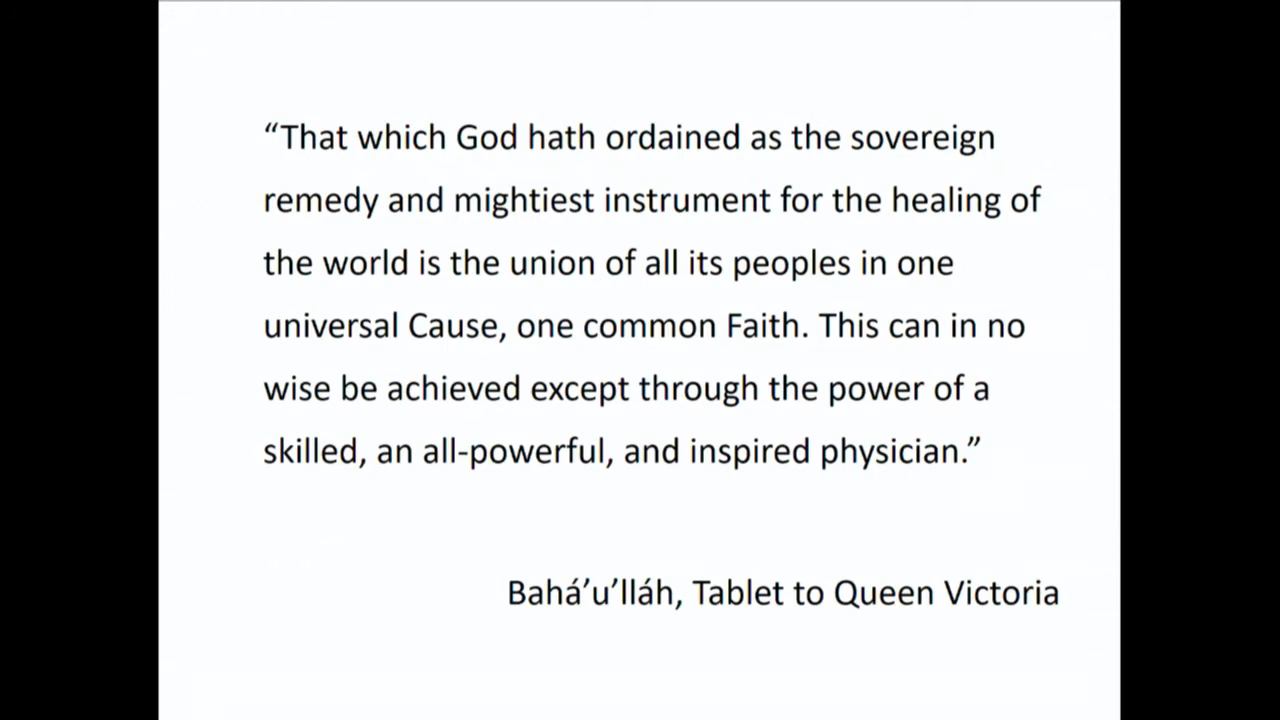 “That which God hath ordained as the sovereign
remedy and mightiest instrument for the healing of
the world is the union of all its peoples in one
universal Cause, one common Faith. This can in no
wise be achieved except through the power of a
skilled, an all-powerful, and inspired physician.”
Bahá’u’lláh, Tablet to Queen Victoria